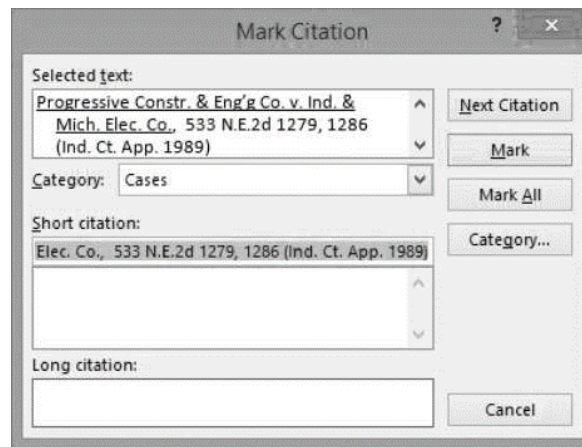 Mark Citation ? ×
Selected text:
Progressive Constr. & Eng'g Co. v. Ind. &
Mich. Elec. Co., 533 N.E.2d 1279, 1286
(Ind. Ct. App. 1989)
Next Citation
Mark
Category: Cases
Mark All
Short citation:
Category...
Elec. Co., 533 N.E.2d 1279, 1286 (Ind. Ct. App. 1989)
Long citation:
Cancel